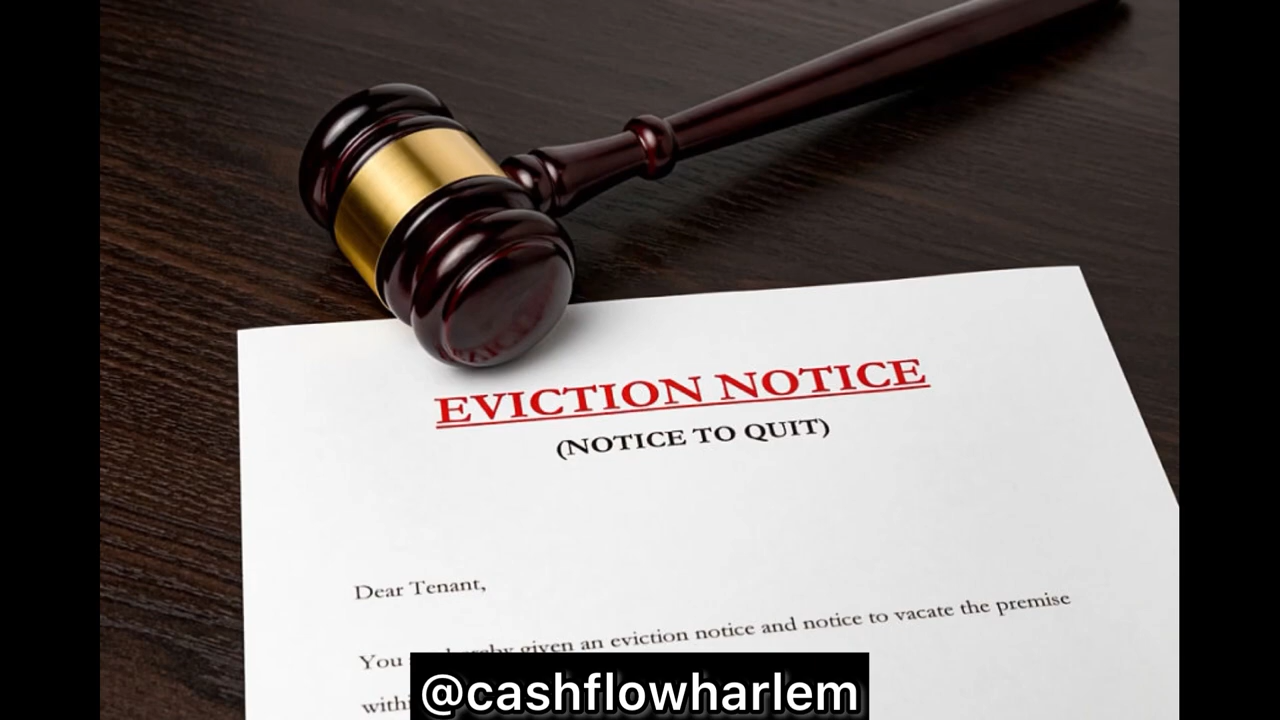 EVICTION NOTICE
(NOTICE TO QUIT)
Dear Tenant,
You hereby given an eviction notice and notice to vacate the premise
@cashflowharlem